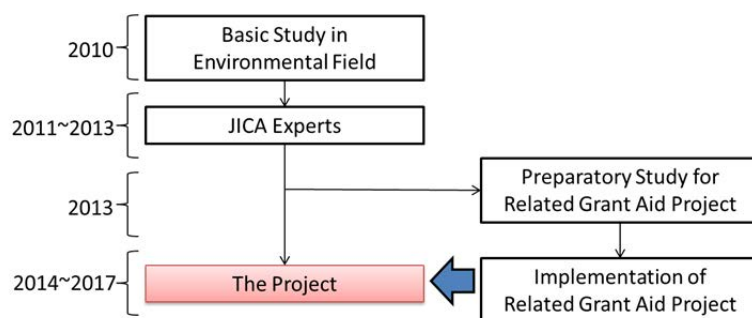 2010
Basic Study in
Environmental Field
2011~2013
JICA Experts
2013
Preparatory Study for
Related Grant Aid Project
2014~2017
The Project
Implementation of
Related Grant Aid Project